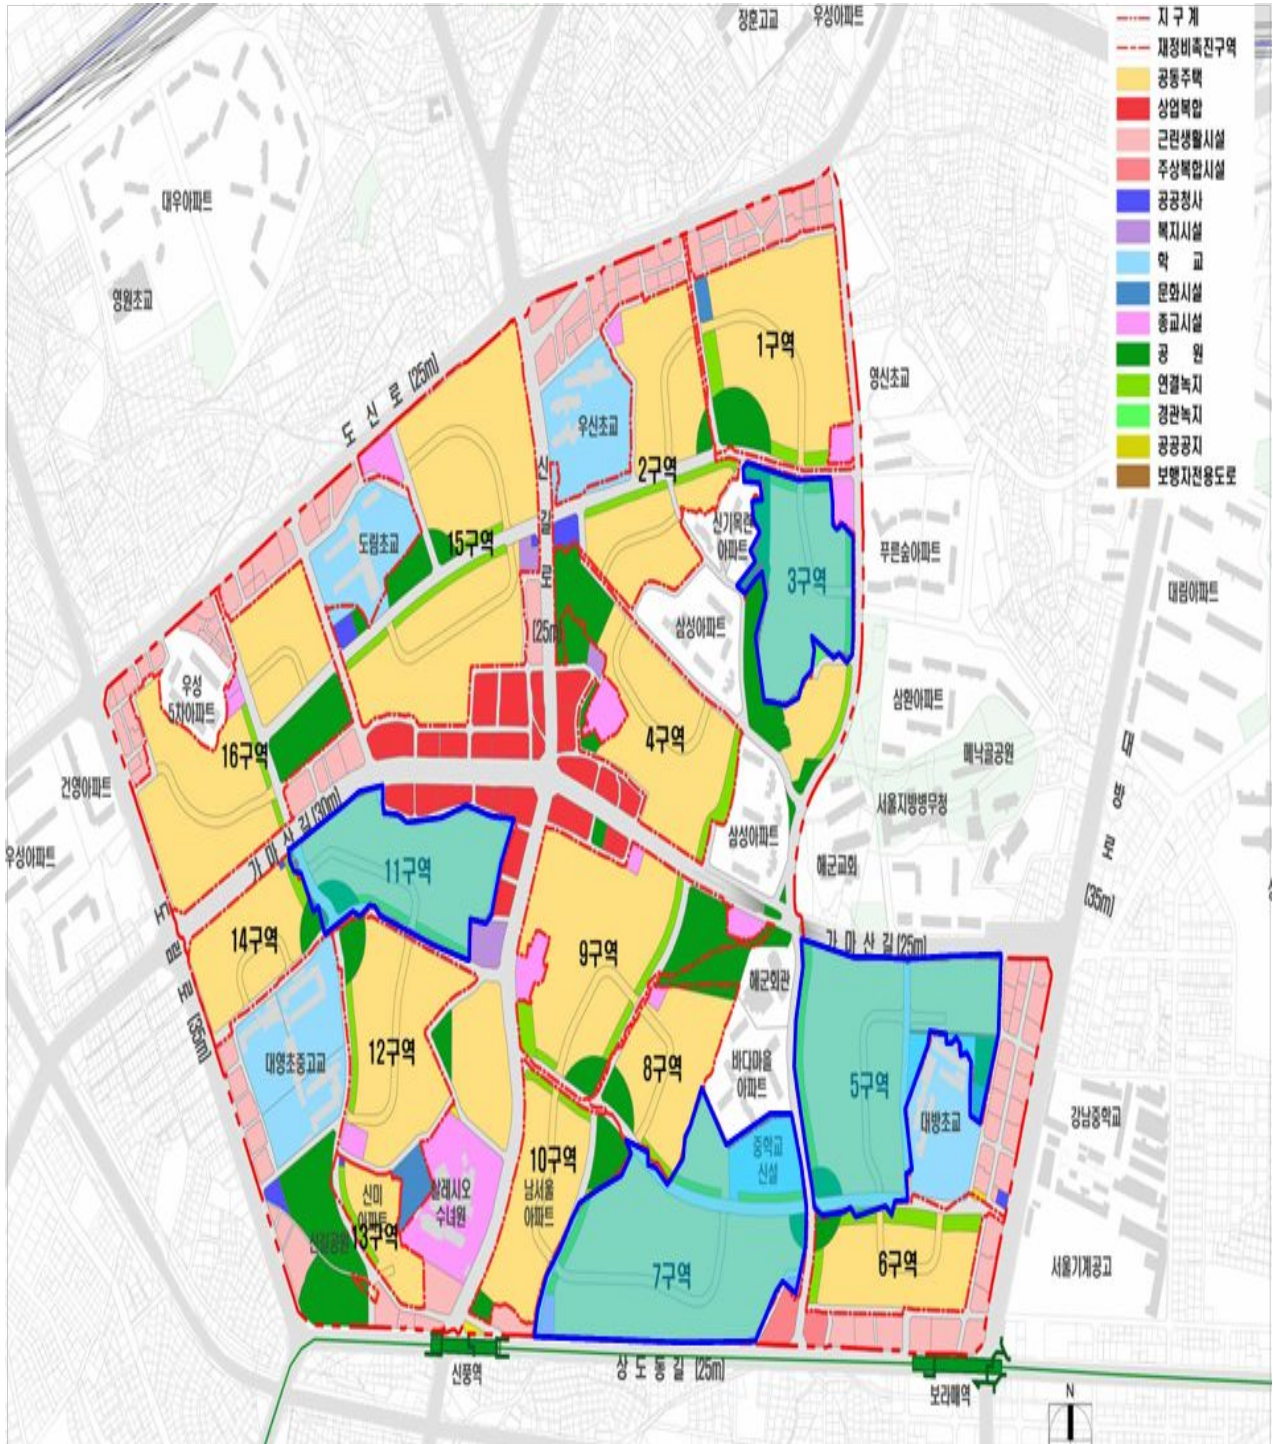 장훈고교
우성아파트
지 구 계
재정비촉진구역
공동주택
상업복합
근린생활시설
주상복합시설
공공청사
복지시설
학 교
문화시설
종교시설
공 원
연결녹지
경관녹지
공공공지
보행자전용도로
대우아파트
영원초교
도 신 로 (25m)
1구역
영신초교
우신초교
2구역
신 길 로
(25m)
신기목련
아파트
3구역
푸른숲아파트
대림아파트
도림초교
15구역
삼성아파트
우성
5차아파트
16구역
4구역
삼환아파트
메낙골공원
대 방 로
(35m)
건영아파트
우성아파트
가 마 산 길 (30m)
11구역
삼성아파트
서울지방병무청
해군교회
14구역
(35m)
9구역
가 마 산 길 (25m)
해군회관
대영초중고교
12구역
8구역
바다마을
아파트
5구역
대방초교
강남중학교
중학교
신설
10구역
남서울
아파트
신미
아파트
살레시오
수녀원
신길공원
13구역
7구역
6구역
서울기계공고
신풍역
상 도 동 길 (25m)
보라매역
N